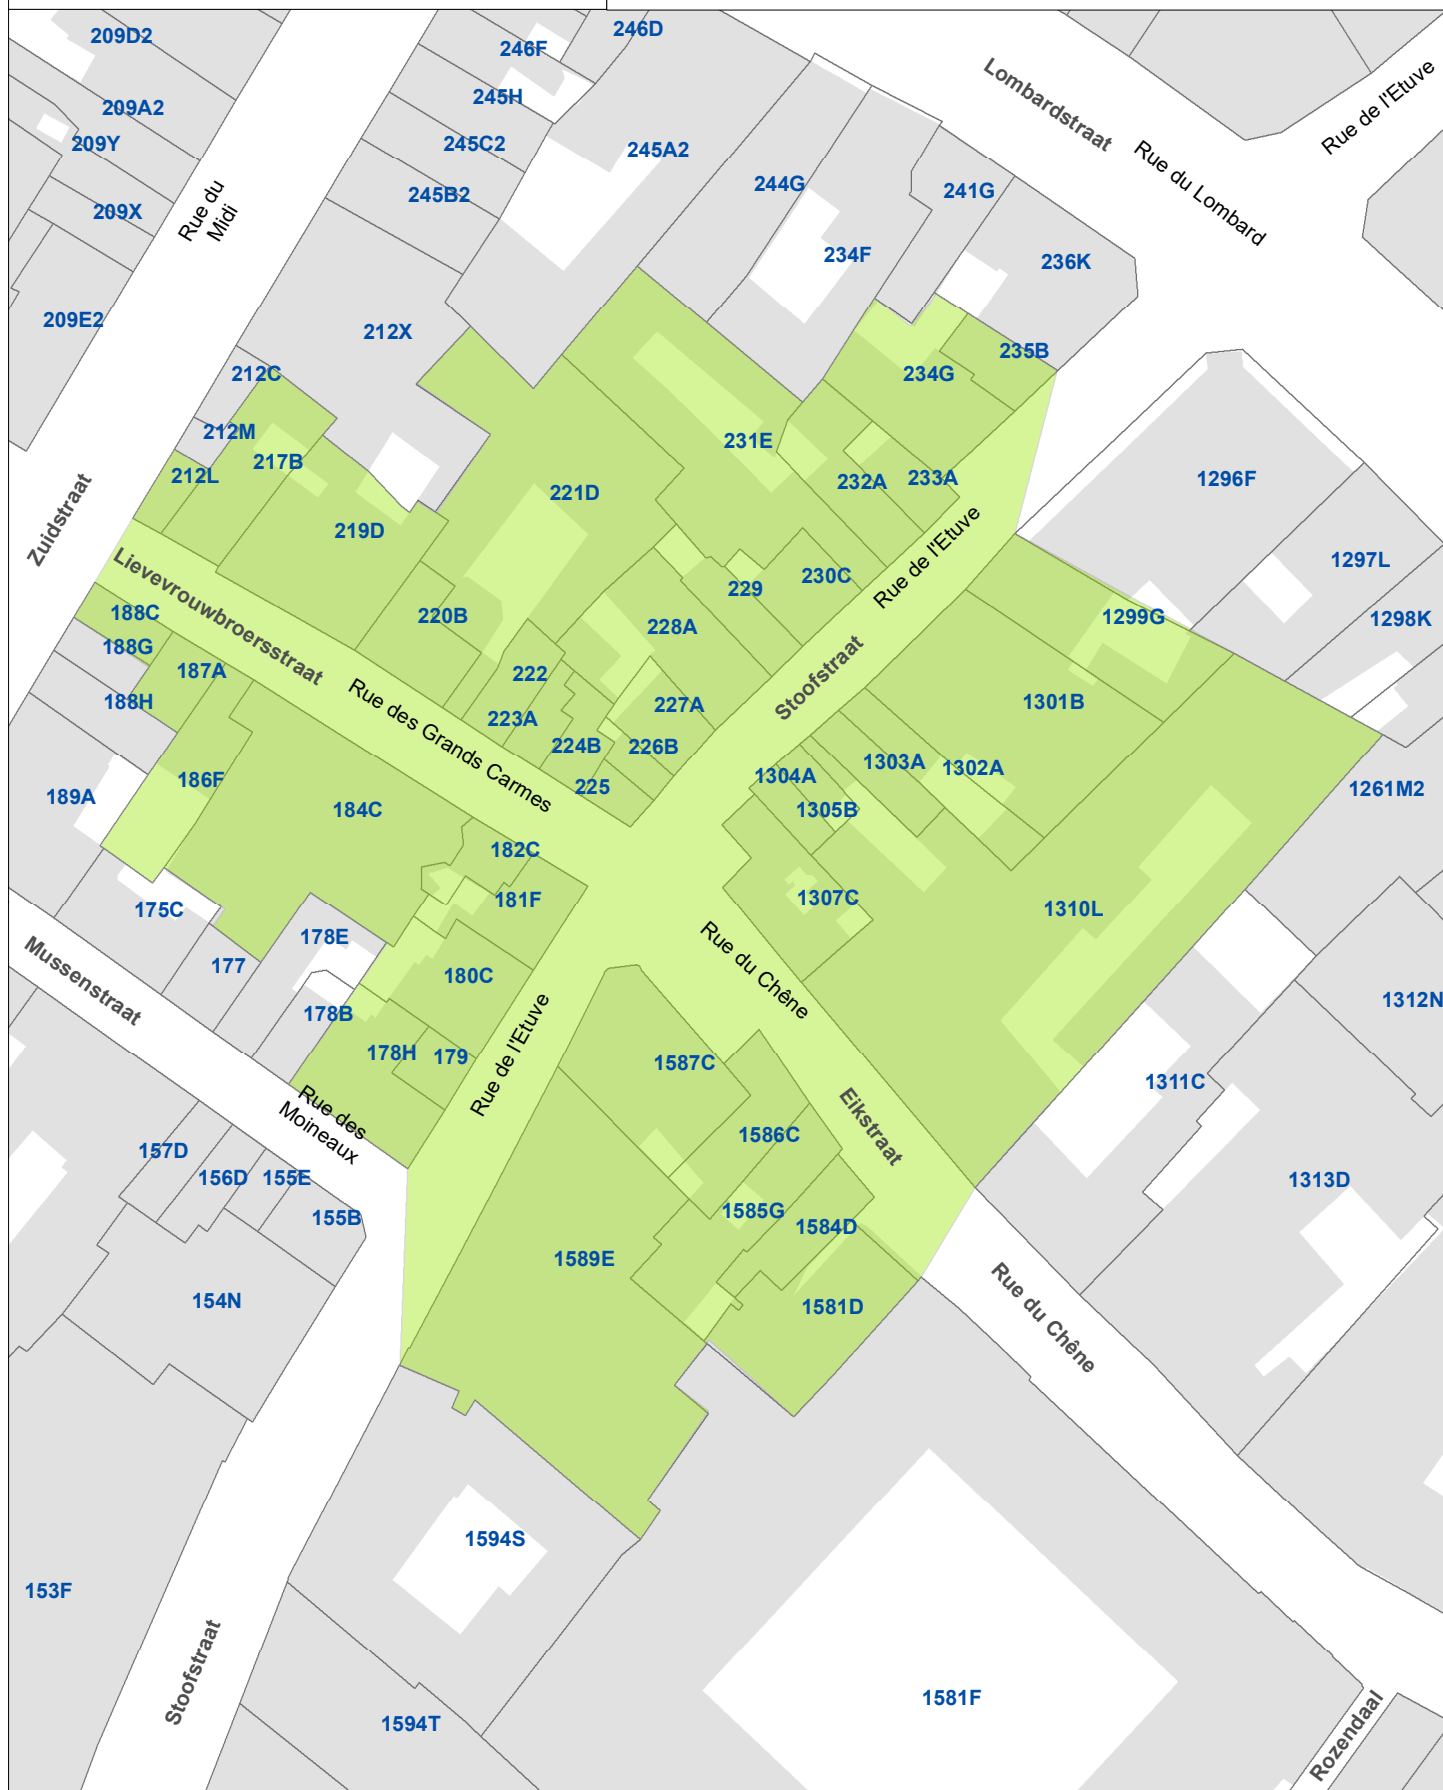 209D2
246F
246D
245H
209A2
245C2
209Y
245A2
245B2
209X
Rue du
Midi
244G
241G
234F
236K
Lombardstraat
Rue du Lombard
Rue de l'Etuve
209E2
212X
212C
235B
234G
212M
217B
212L
231E
232A
233A
1296F
221D
219D
Zuidstraat
Rue de l'Etuve
1297L
229
230C
Lievevrouwbroersstraat
188C
220B
228A
1299G
1298K
188G
187A
222
Stoofstraat
188H
223A
227A
1301B
Rue des Grands Carmes
224B
226B
1303A
1302A
189A
186F
225
1304A
1261M2
184C
1305B
182C
181F
1307C
175C
1310L
178E
Rue du Chêne
177
Mussenstraat
180C
1312N
178B
Rue de l'Etuve
178H
179
1587C
1311C
Rue des
Moineaux
1586C
Eikstraat
157D
156D
155E
1313D
155B
1585G
1584D
1589E
154N
1581D
Rue du Chêne
1594S
153F
Stoofstraat
1581F
1594T
Rozendaal